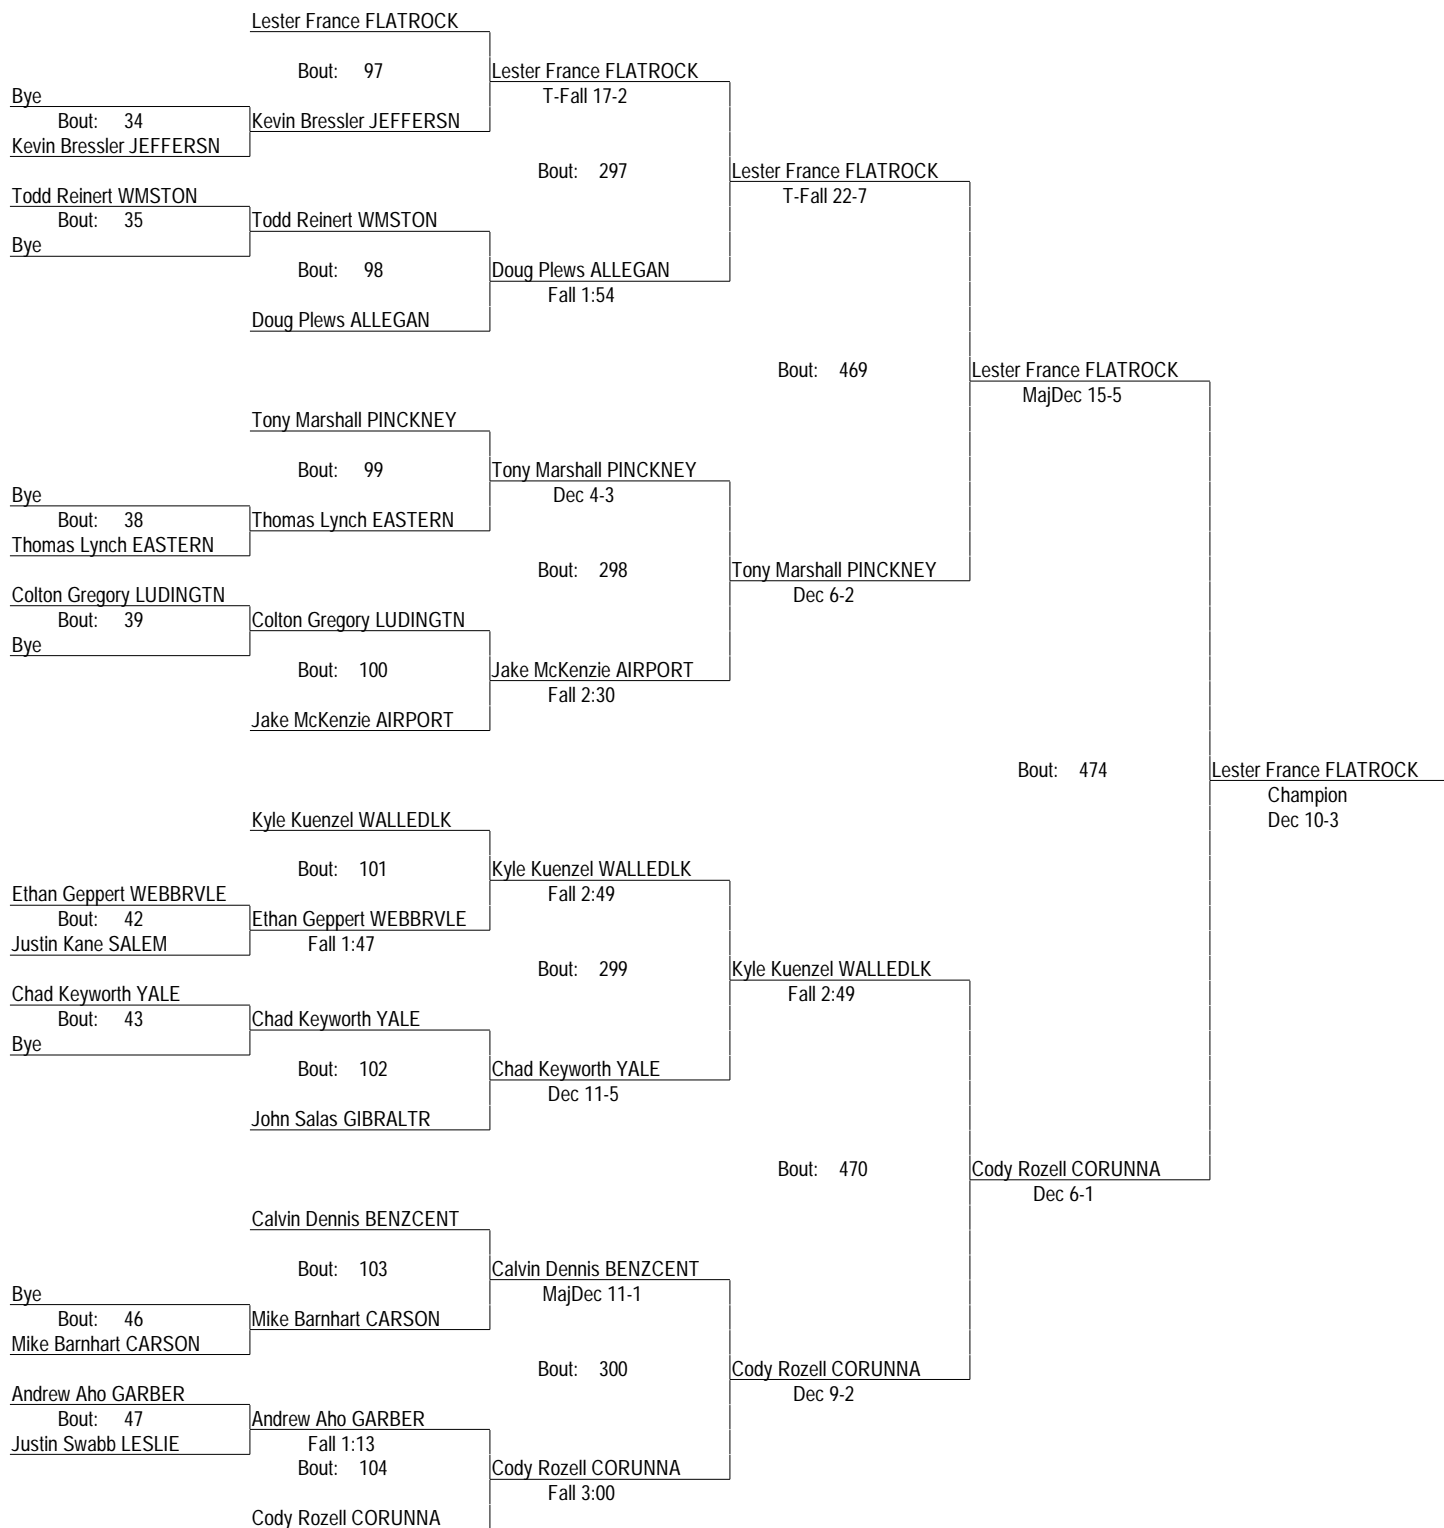 Lester France FLATROCK
Bout: 97
Lester France FLATROCK
Bye
T-Fall 17-2
Bout: 34
Kevin Bressler JEFFERSN
Kevin Bressler JEFFERSN
Bout: 297
Lester France FLATROCK
Todd Reinert WMSTON
T-Fall 22-7
Bout: 35
Todd Reinert WMSTON
Bye
Bout: 98
Doug Plews ALLEGAN
Fall 1:54
Doug Plews ALLEGAN
Bout: 469
Lester France FLATROCK
MajDec 15-5
Tony Marshall PINCKNEY
Bout: 99
Tony Marshall PINCKNEY
Bye
Dec 4-3
Bout: 38
Thomas Lynch EASTERN
Thomas Lynch EASTERN
Bout: 298
Tony Marshall PINCKNEY
Colton Gregory LUDINGTN
Dec 6-2
Bout: 39
Colton Gregory LUDINGTN
Bye
Bout: 100
Jake McKenzie AIRPORT
Fall 2:30
Jake McKenzie AIRPORT
Bout: 474
Lester France FLATROCK
Champion
Dec 10-3
Kyle Kuenzel WALLEDLK
Bout: 101
Kyle Kuenzel WALLEDLK
Ethan Geppert WEBBRVLE
Fall 2:49
Bout: 42
Ethan Geppert WEBBRVLE
Justin Kane SALEM
Fall 1:47
Bout: 299
Kyle Kuenzel WALLEDLK
Chad Keyworth YALE
Fall 2:49
Bout: 43
Chad Keyworth YALE
Bye
Bout: 102
Chad Keyworth YALE
Dec 11-5
John Salas GIBRALTR
Bout: 470
Cody Rozell CORUNNA
Dec 6-1
Calvin Dennis BENZCENT
Bout: 103
Calvin Dennis BENZCENT
Bye
MajDec 11-1
Bout: 46
Mike Barnhart CARSON
Mike Barnhart CARSON
Bout: 300
Cody Rozell CORUNNA
Andrew Aho GARBER
Dec 9-2
Bout: 47
Andrew Aho GARBER
Justin Swabb LESLIE
Fall 1:13
Bout: 104
Cody Rozell CORUNNA
Fall 3:00
Cody Rozell CORUNNA